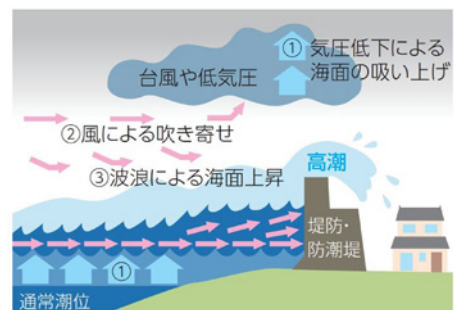 ① 気圧低下による
海面の吸い上げ
台風や低気圧
②風による吹き寄せ
③波浪による海面上昇
高潮
堤防・
防潮堤
①
通常潮位